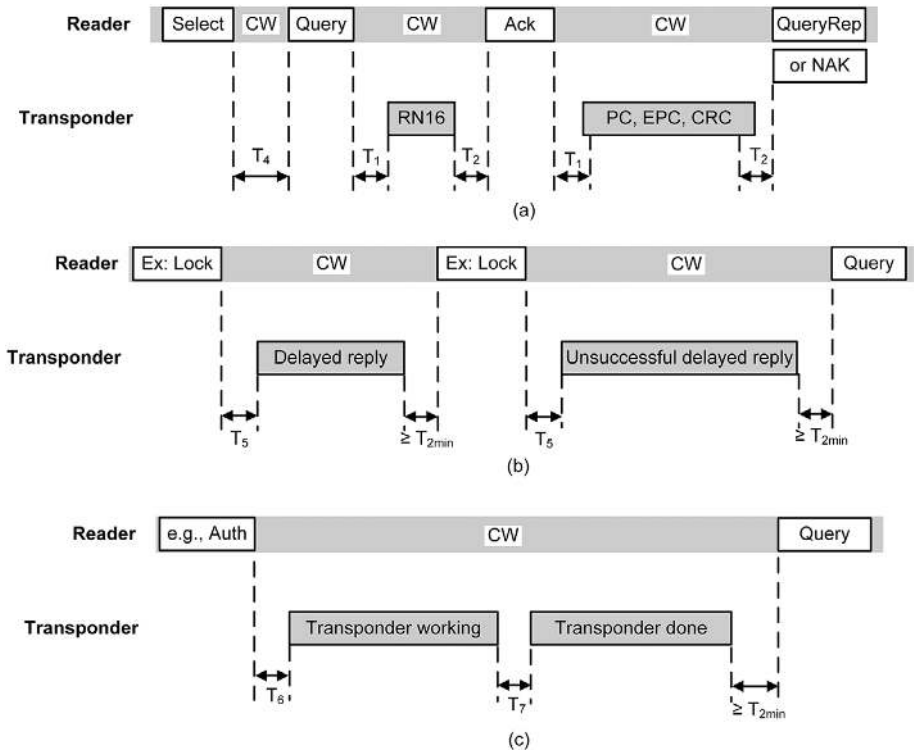 Reader Select CW Query CW Ack CW QueryRep
or NAK
Transponder RN16 PC, EPC, CRC
T4 T1 T2 T1 T2
(a)
Reader Ex: Lock CW Ex: Lock CW Query
Transponder Delayed reply Unsuccessful delayed reply
T5 ≥ T2min T5 ≥ T2min
(b)
Reader e.g., Auth CW Query
Transponder Transponder working Transponder done
T6 T7 ≥ T2min
(c)